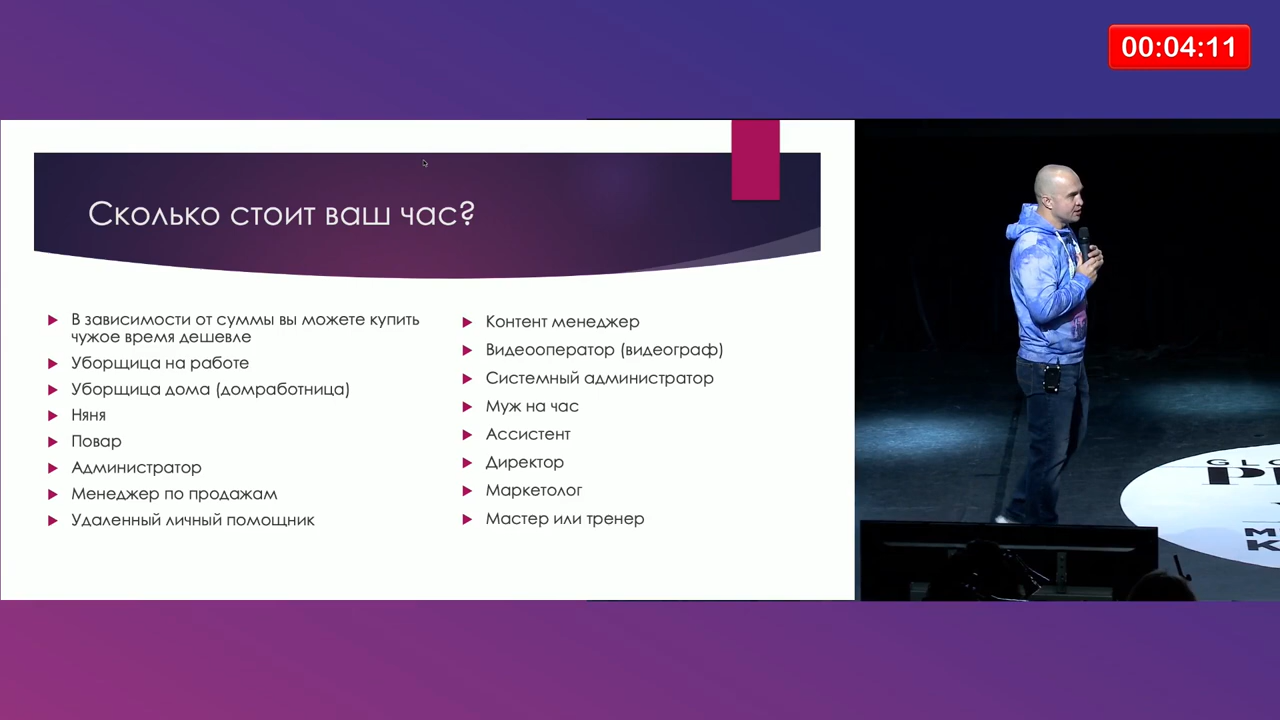 00:04:11
Сколько стоит ваш час?
В зависимости от суммы вы можете купить
чужое время дешевле
Уборщица на работе
Уборщица дома (домработница)
Няня
Повар
Администратор
Менеджер по продажам
Удаленный личный помощник
Контент менеджер
Видеооператор (видеограф)
Системный администратор
Муж на час
Ассистент
Директор
Маркетолог
Мастер или тренер